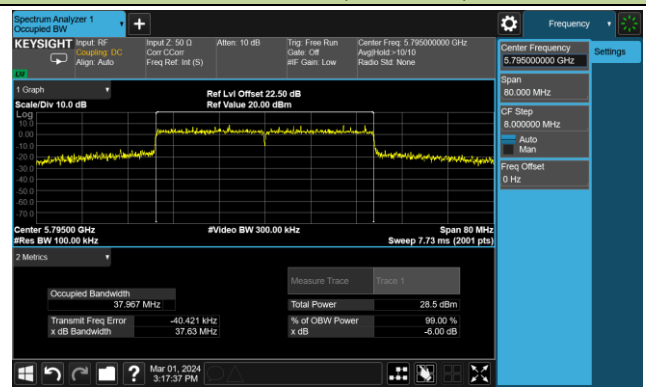 Spectrum Analyzer 1
Occupied BW
+
Frequency
KEYSIGHT Input: RF Input Z: 50 Ω Atten: 10 dB Trig: Free Run Center Freq: 5.795000000 GHz
Coupling: DC Corr CCorr Gate: Off Avg|Hold:>10/10
Align: Auto Freq Ref: Int (S) #IF Gain: Low Radio Std: None
Center Frequency
5.795000000 GHz
Settings
Span
80.000 MHz
CF Step
8.000000 MHz
Auto
Man
Freq Offset
0 Hz
1 Graph
Ref Lvl Offset 22.50 dB
Scale/Div 10.0 dB Ref Value 20.00 dBm
Log
10.0
0.00
-10.0
-20.0
-30.0
-40.0
-50.0
-60.0
-70.0
Center 5.79500 GHz #Video BW 300.00 kHz Span 80 MHz
#Res BW 100.00 kHz Sweep 7.73 ms (2001 pts)
2 Metrics
Measure Trace Trace 1
Occupied Bandwidth
37.967 MHz Total Power 28.5 dBm
Transmit Freq Error -40.421 kHz % of OBW Power 99.00 %
x dB Bandwidth 37.63 MHz x dB -6.00 dB
? Mar 01, 2024
3:17:37 PM